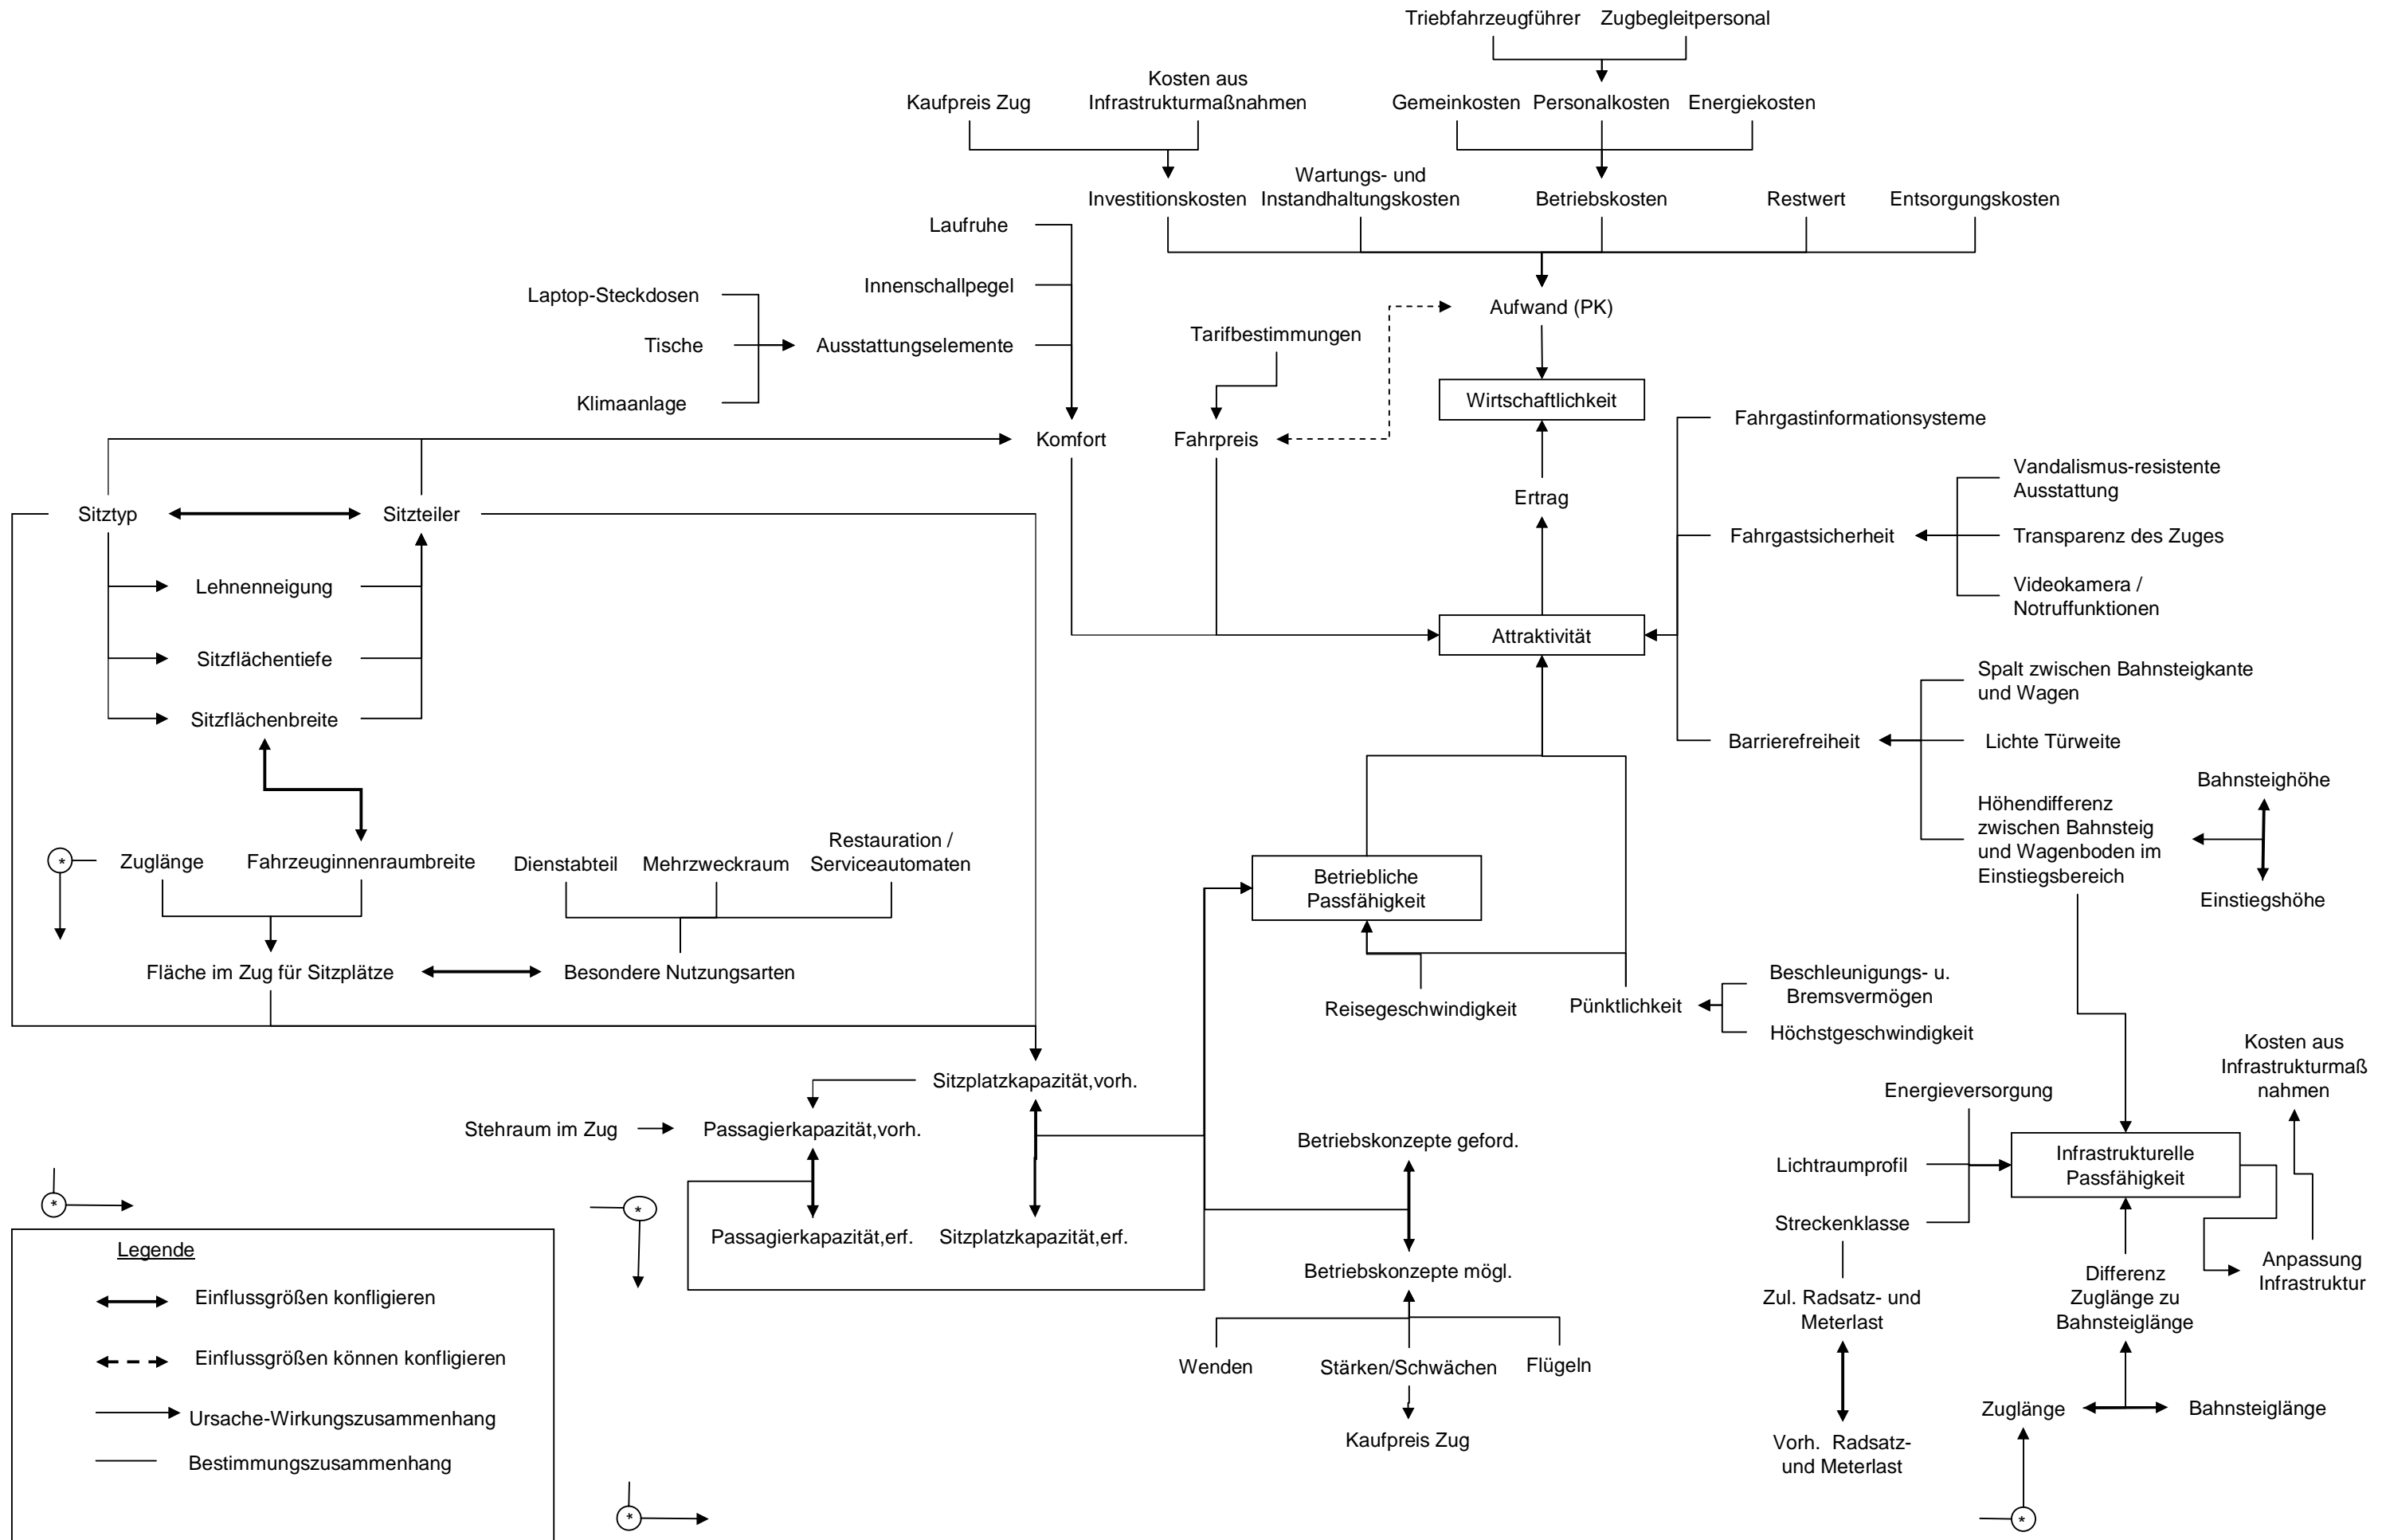 Triebfahrzeugführer Zugbegleitpersonal
Kosten aus
Infrastrukturmaßnahmen
Kaufpreis Zug
Gemeinkosten Personalkosten Energiekosten
Wartungs- und
Instandhaltungskosten
Investitionskosten
Betriebskosten
Restwert
Entsorgungskosten
Laufruhe
Innenschallpegel
Laptop-Steckdosen
Tische
Klimaanlage
Ausstattungselemente
Tarifbestimmungen
Aufwand (PK)
Wirtschaftlichkeit
Komfort
Fahrpreis
Ertrag
Attraktivität
Fahrgastinformationsysteme
Fahrgastsicherheit
Vandalismus-resistente
Ausstattung
Transparenz des Zuges
Videokamera /
Notruffunktionen
Sitztyp
Sitzteiler
Lehnenneigung
Sitzflächentiefe
Sitzflächenbreite
Barrierefreiheit
Spalt zwischen Bahnsteigkante
und Wagen
Lichte Türweite
Höhendifferenz
zwischen Bahnsteig
und Wagenboden im
Einstiegsbereich
Bahnsteighöhe
Einstiegshöhe
*
Zuglänge
Fahrzeuginnenraumbreite
Dienstabteil
Mehrzweckraum
Restauration /
Serviceautomaten
Fläche im Zug für Sitzplätze
Besondere Nutzungsarten
Betriebliche
Passfähigkeit
Reisegeschwindigkeit
Pünktlichkeit
Beschleunigungs- u.
Bremsvermögen
Höchstgeschwindigkeit
Sitzplatzkapazität,vorh.
Stehraum im Zug
Passagierkapazität,vorh.
Passagierkapazität,erf.
Sitzplatzkapazität,erf.
Betriebskonzepte geford.
Betriebskonzepte mögl.
Wenden
Stärken/Schwächen
Flügeln
Kaufpreis Zug
Energieversorgung
Lichtraumprofil
Streckenklasse
Infrastrukturelle
Passfähigkeit
Kosten aus
Infrastrukturmaß
nahmen
Anpassung
Infrastruktur
Zul. Radsatz- und
Meterlast
Vorh. Radsatz-
und Meterlast
Differenz
Zuglänge zu
Bahnsteiglänge
Zuglänge
Bahnsteiglänge
*
*
*
*
Legende
Einflussgrößen konfligieren
Einflussgrößen können konfligieren
Ursache-Wirkungszusammenhang
Bestimmungszusammenhang